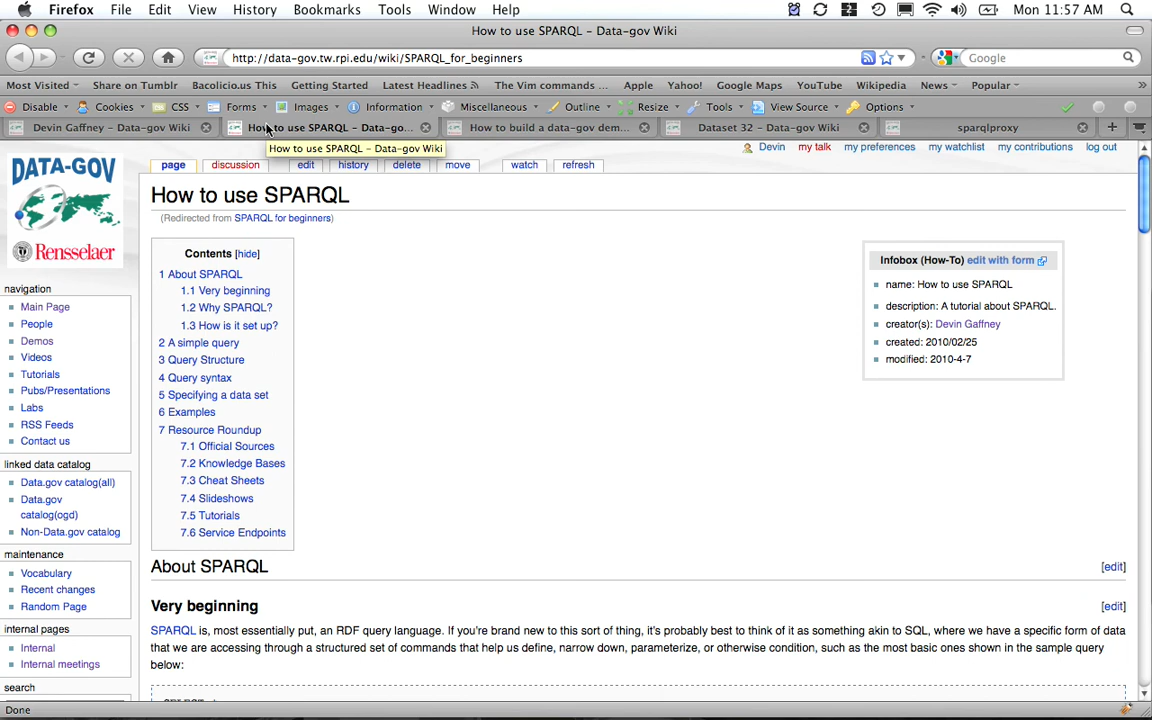 Firefox File Edit View History Bookmarks Tools Window Help Mon 11:57 AM
How to use SPARQL – Data-gov Wiki
http://data-gov.tw.rpi.edu/wiki/SPARQL_for_beginners Google
Most Visited Share on Tumblr Bacolicio.us This Getting Started Latest Headlines The Vim commands ... Apple Yahoo! Google Maps YouTube Wikipedia News Popular »
Disable Cookies CSS Forms Images Information Miscellaneous Outline Resize Tools View Source Options
Devin Gaffney – Data-gov Wiki How to use SPARQL – Data-go... How to build a data-gov dem... Dataset 32 – Data-gov Wiki sparqlproxy
How to use SPARQL – Data-gov Wiki
Devin my talk my preferences my watchlist my contributions log out
page discussion edit history delete move watch refresh
DATA-GOV
Rensselaer
How to use SPARQL
(Redirected from SPARQL for beginners)
Contents [hide]
1 About SPARQL
1.1 Very beginning
1.2 Why SPARQL?
1.3 How is it set up?
2 A simple query
3 Query Structure
4 Query syntax
5 Specifying a data set
6 Examples
7 Resource Roundup
7.1 Official Sources
7.2 Knowledge Bases
7.3 Cheat Sheets
7.4 Slideshows
7.5 Tutorials
7.6 Service Endpoints
Infobox (How-To) edit with form
name: How to use SPARQL
description: A tutorial about SPARQL.
creator(s): Devin Gaffney
created: 2010/02/25
modified: 2010-4-7
navigation
Main Page
People
Demos
Videos
Tutorials
Pubs/Presentations
Labs
RSS Feeds
Contact us
linked data catalog
Data.gov catalog(all)
Data.gov
catalog(ogd)
Non-Data.gov catalog
maintenance
Vocabulary
Recent changes
Random Page
internal pages
Internal
Internal meetings
search
About SPARQL [edit]
Very beginning [edit]
SPARQL is, most essentially put, an RDF query language. If you're brand new to this sort of thing, it's probably best to think of it as something akin to SQL, where we have a specific form of data
that we are accessing through a structured set of commands that help us define, narrow down, parameterize, or otherwise condition, such as the most basic ones shown in the sample query
below:
Done